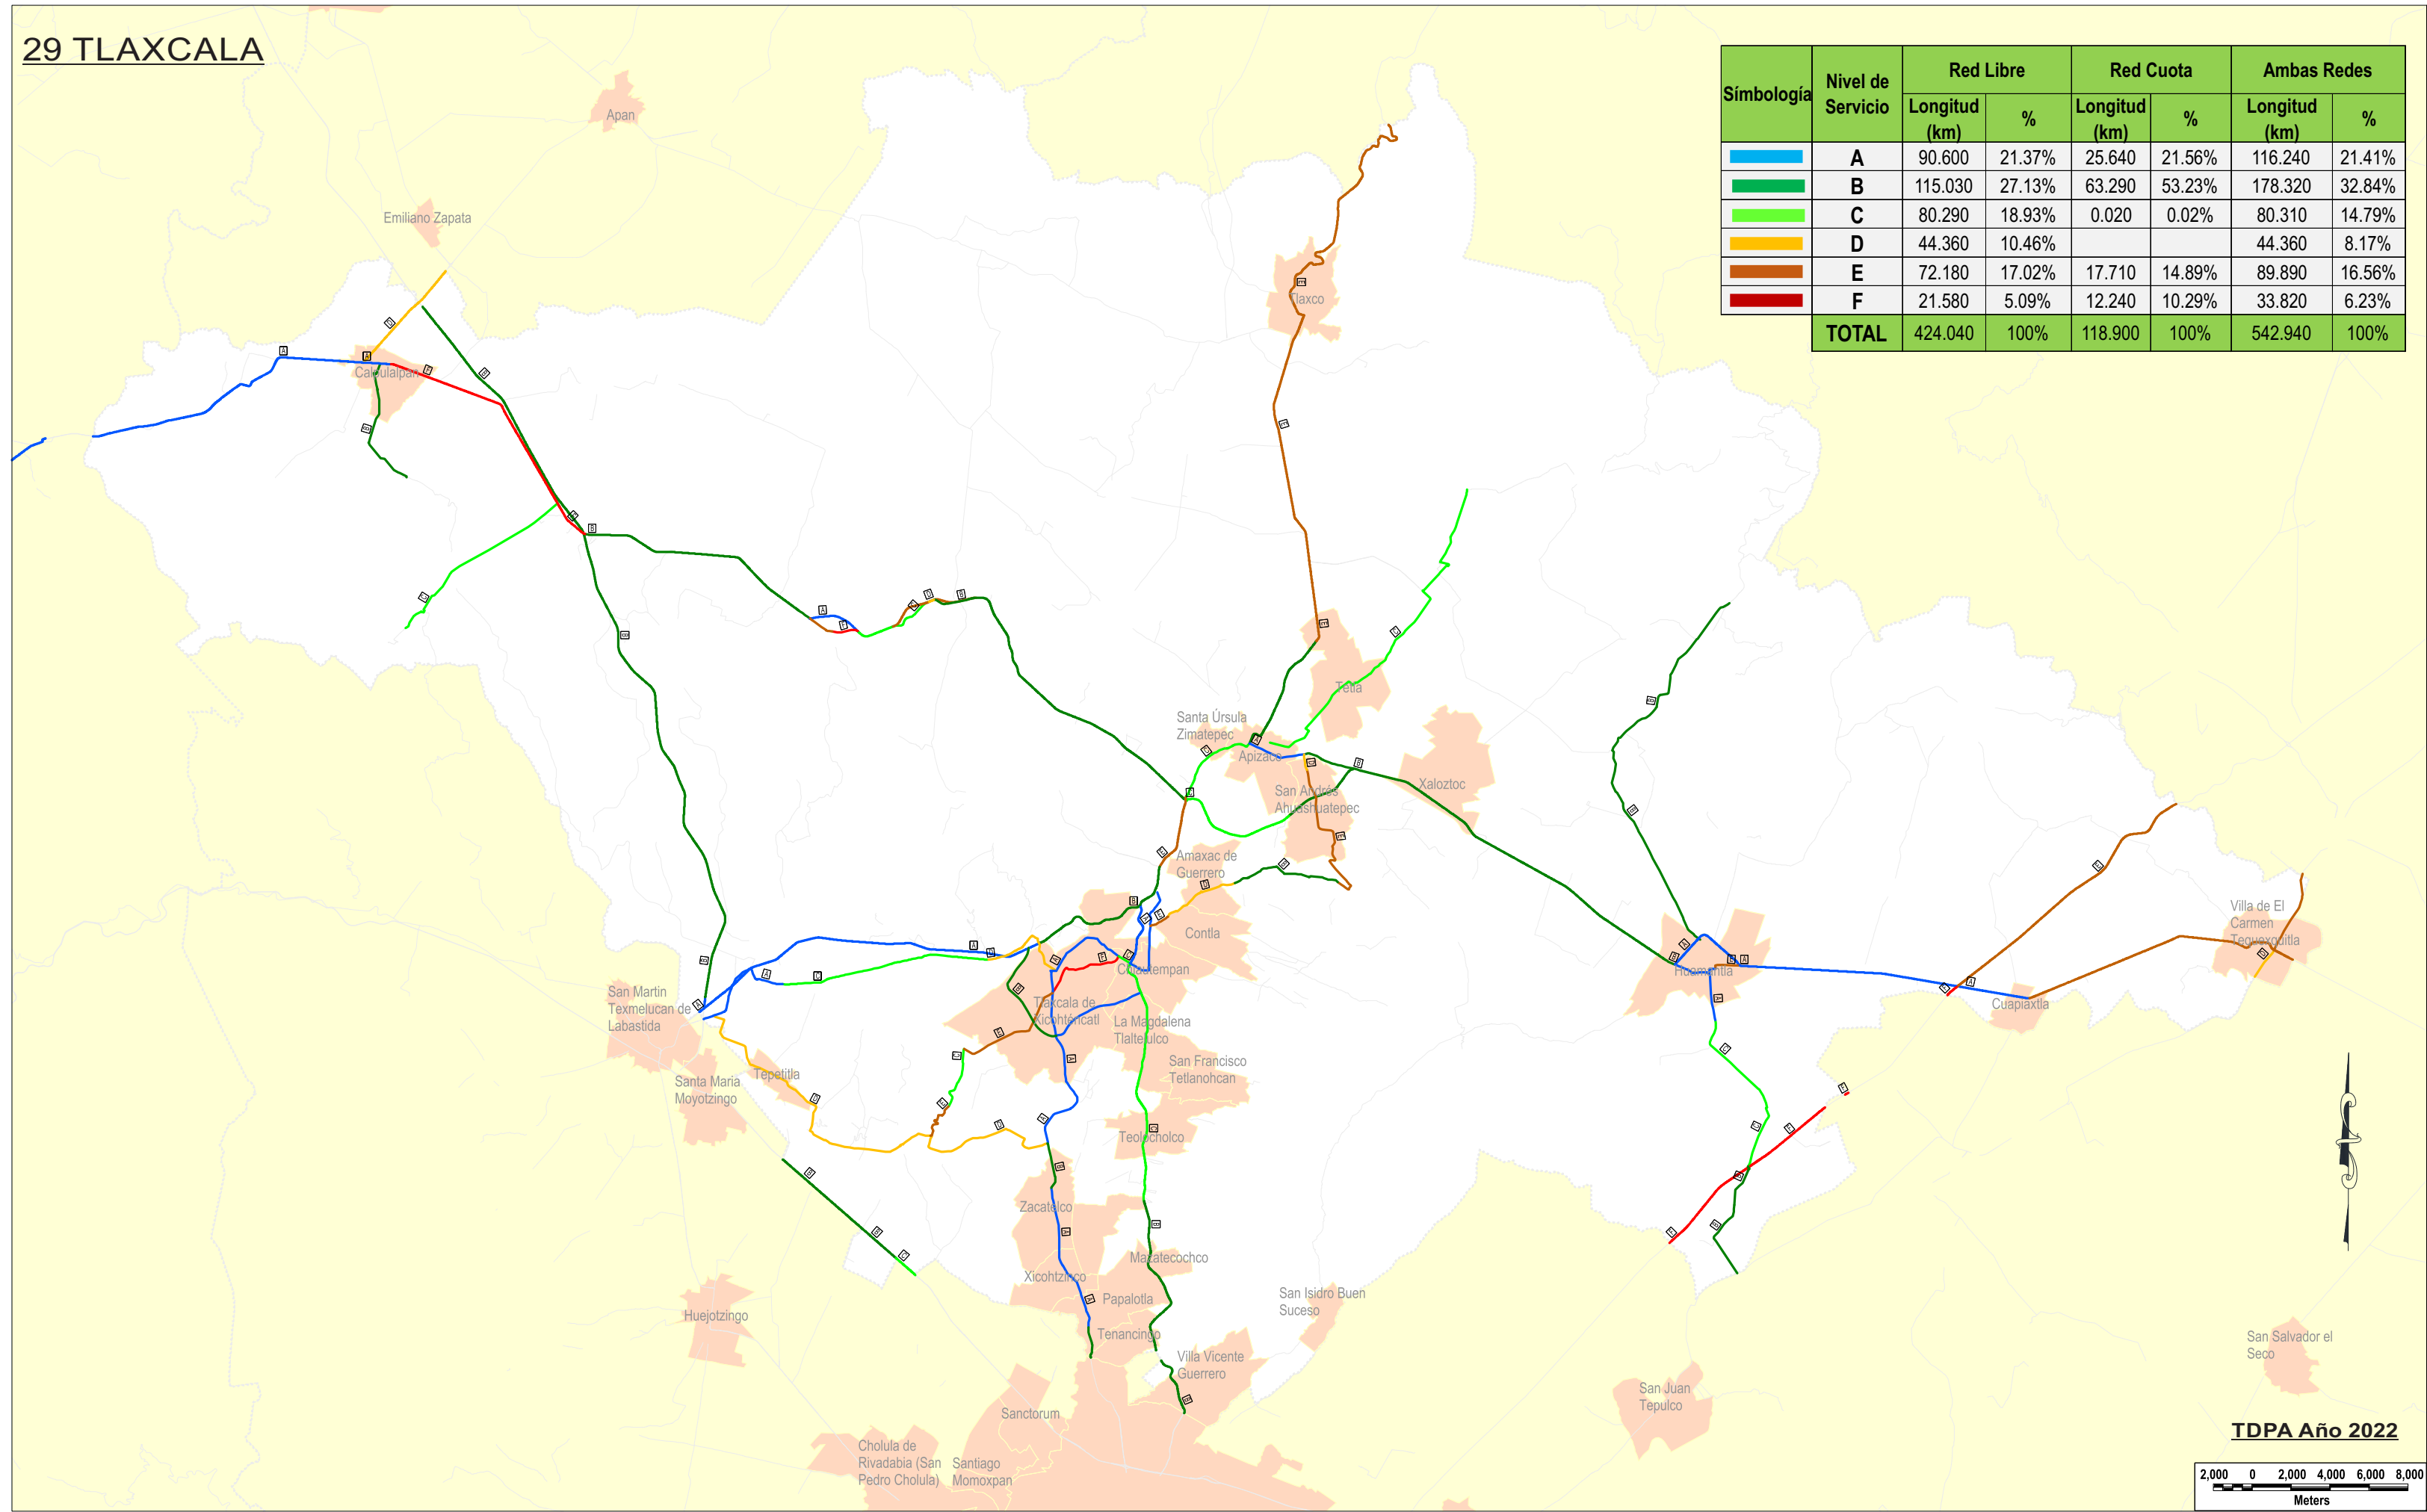 29 TLAXCALA
Símbología Nivel de Servicio Red Libre Red Cuota Ambas Redes
Longitud (km) % Longitud (km) % Longitud (km) %
A 90.600 21.37% 25.640 21.56% 116.240 21.41%
B 115.030 27.13% 63.290 53.23% 178.320 32.84%
C 80.290 18.93% 0.020 0.02% 80.310 14.79%
D 44.360 10.46% 44.360 8.17%
E 72.180 17.02% 17.710 14.89% 89.890 16.56%
F 21.580 5.09% 12.240 10.29% 33.820 6.23%
TOTAL 424.040 100% 118.900 100% 542.940 100%
Apan
Emiliano Zapata
Calpulalpan
Tlaxco
Tetla
Santa Úrsula
Zimatepec
Apizaco
San Andrés
Ahuashuatepec
Xaloztoc
Amaxac de
Guerrero
Contla
Chiautempan
Tlaxcala de
Xicohténcatl
La Magdalena
Tlaltelulco
San Francisco
Tetlanohcan
Teolocholco
San Martin
Texmelucan de
Labastida
Santa Maria
Moyotzingo
Tepetitla
Huamantla
Cuapiaxtla
Villa de El
Carmen
Tequexquitla
Zacatelco
Mazatecochco
Xicohtzinco
Papalotla
Tenancingo
San Isidro Buen
Suceso
Villa Vicente
Guerrero
Huejotzingo
Sanctorum
Cholula de
Rivadabia (San
Pedro Cholula)
Santiago
Momoxpan
San Juan
Tepulco
San Salvador el
Seco
TDPA Año 2022
2,000 0 2,000 4,000 6,000 8,000
Meters